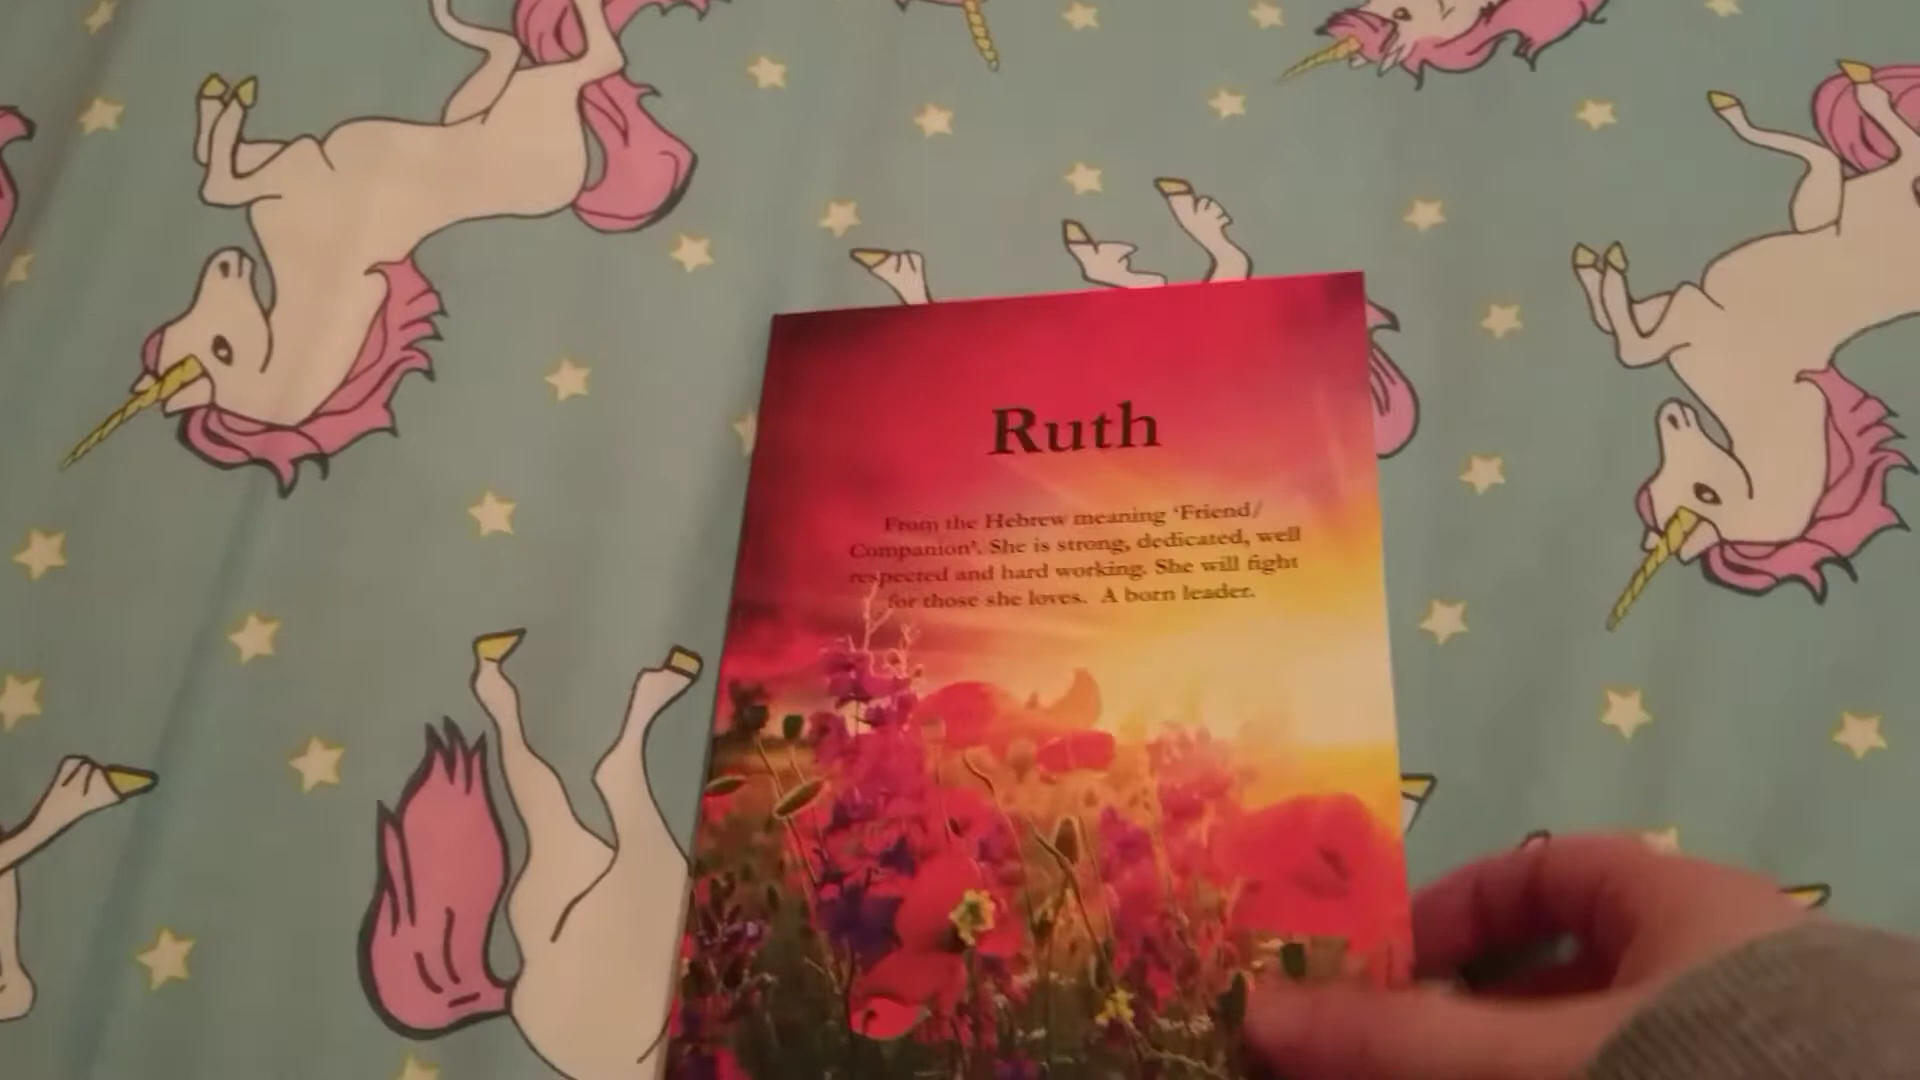 Ruth
From the Hebrew meaning ‘Friend/
Companion’. She is strong, dedicated, well
respected and hard working. She will fight
for those she loves. A born leader.